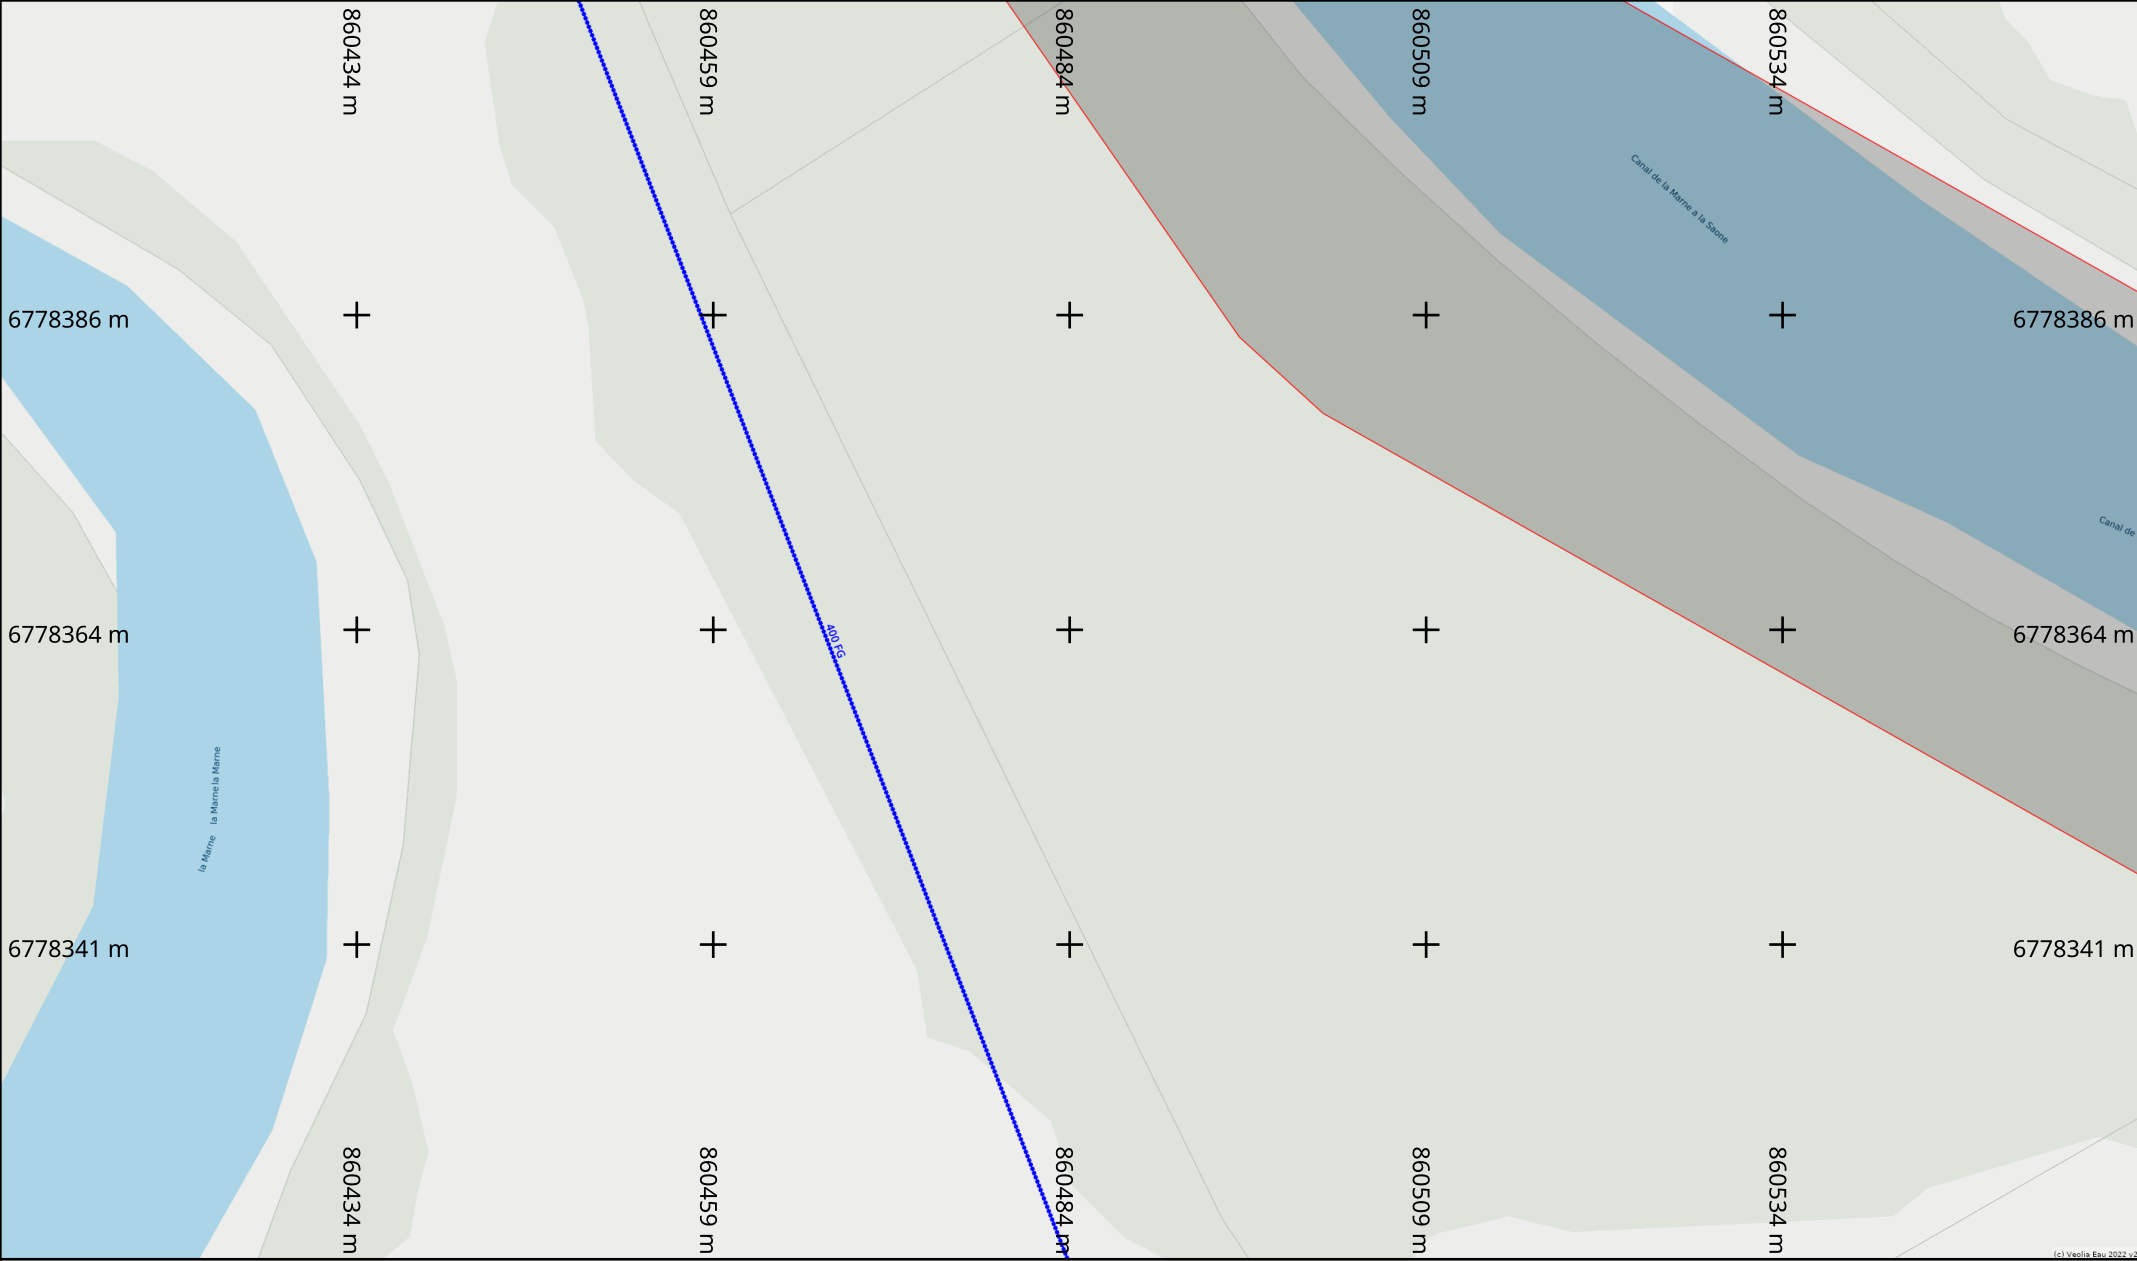 860434 m
860459 m
860484 m
860509 m
860534 m
Canal de la Marne a la Saone
6778386 m
6778386 m
Canal de
400 FG
6778364 m
6778364 m
la Marne
la Marne
la Marne
6778341 m
6778341 m
860434 m
860459 m
860484 m
860509 m
860534 m
(c) Veolia Eau 2022 v2